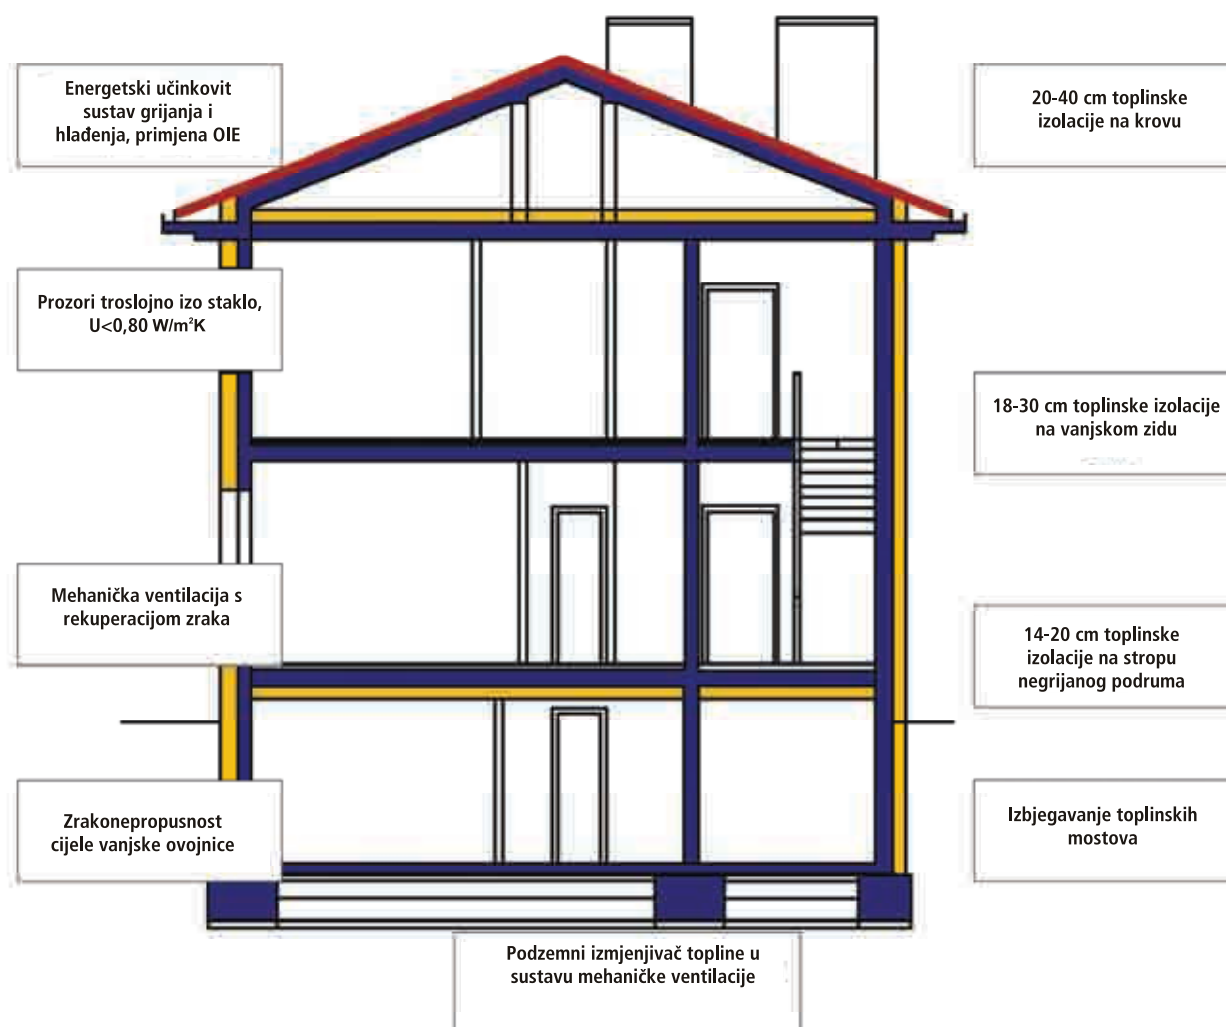 Energetski učinkovit
sustav grijanja i
hlađenja, primjena OIE
20-40 cm toplinske
izolacije na krovu
Prozori troslojno izo staklo,
U<0,80 W/m²K
18-30 cm toplinske izolacije
na vanjskom zidu
Mehanička ventilacija s
rekuperacijom zraka
14-20 cm toplinske
izolacije na stropu
negrijanog podruma
Zrakonepropusnost
cijele vanjske ovojnice
Izbjegavanje toplinskih
mostova
Podzemni izmjenjivač topline u
sustavu mehaničke ventilacije